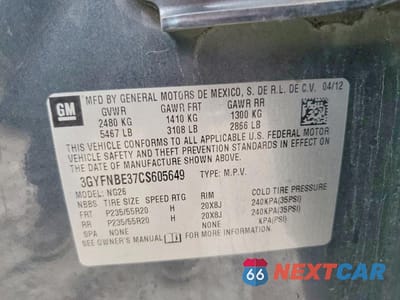 GM
MFD BY GENERAL MOTORS DE MEXICO, S. DE R.L. DE C.V. 04/12
GVWR GAWR FRT GAWR RR
2480 KG 1410 KG 1300 KG
5467 LB 3108 LB 2866 LB
THIS VEHICLE CONFORMS TO ALL APPLICABLE U.S. FEDERAL MOTOR
VEHICLE SAFETY AND THEFT PREVENTION STANDARDS IN EFFECT ON
THE DATE OF MANUFACTURE SHOWN ABOVE.
3GYFNBE37CS605649 TYPE: M.P.V.
NBBS NG26
TIRE SIZE SPEED RTG RIM COLD TIRE PRESSURE
FRT P235/55R20 H 20X8J 240KPA(35PSI)
RR P235/55R20 H 20X8J 240KPA(35PSI)
SPA NONE NONE NONE KPA(PSI)
SEE OWNER'S MANUAL FOR MORE INFORMATION.
66 NEXTCAR